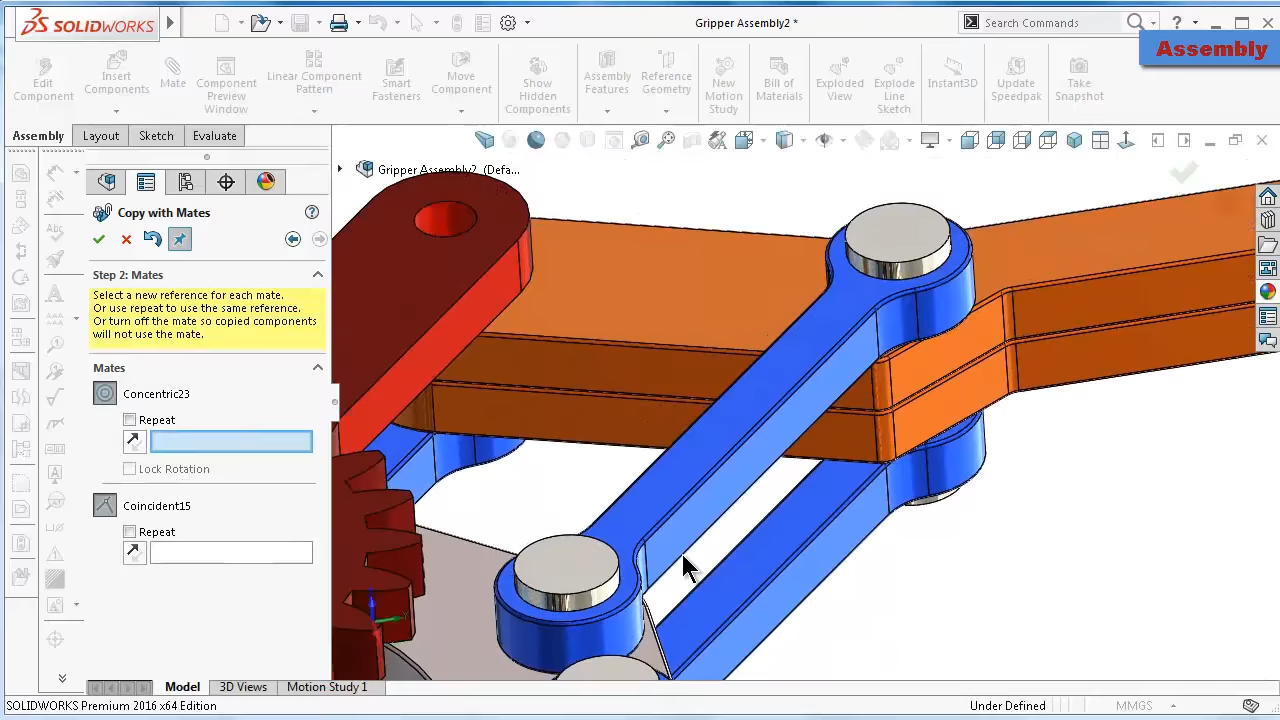 SOLIDWORKS
Gripper Assembly2 *
Search Commands
Assembly
Edit
Component
Insert
Components
Mate
Component
Preview
Window
Linear Component
Pattern
Smart
Fasteners
Move
Component
Show
Hidden
Components
Assembly
Features
Reference
Geometry
New
Motion
Study
Bill of
Materials
Exploded
View
Explode
Line
Sketch
Instant3D
Update
Speedpak
Take
Snapshot
Assembly
Layout
Sketch
Evaluate
Gripper Assembly2 (Defa...
Copy with Mates
Step 2: Mates
Select a new reference for each mate.
Or use repeat to use the same reference.
Or turn off the mate so copied components
will not use the mate.
Mates
Concentric23
Repeat
Lock Rotation
Coincident15
Repeat
Model
3D Views
Motion Study 1
SOLIDWORKS Premium 2016 x64 Edition
Under Defined
MMGS